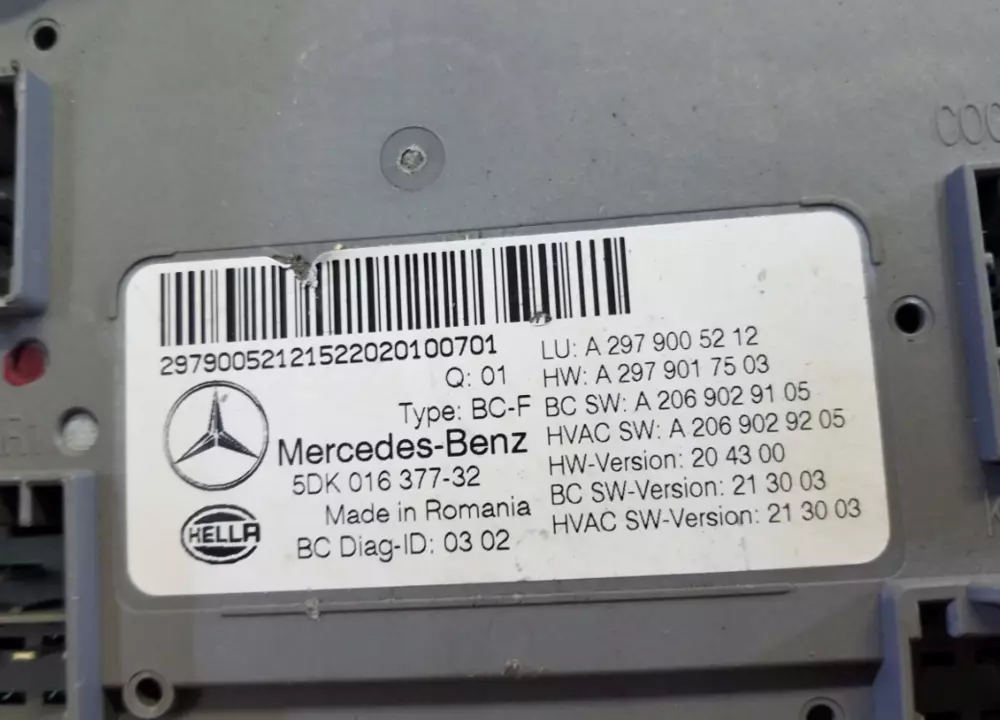 29790052121522020100701
Q: 01
Type: BC-F
Mercedes-Benz
5DK 016 377-32
HELLA
Made in Romania
BC Diag-ID: 03 02
LU: A 297 900 52 12
HW: A 297 901 75 03
BC SW: A 206 902 91 05
HVAC SW: A 206 902 92 05
HW-Version: 20 43 00
BC SW-Version: 21 30 03
HVAC SW-Version: 21 30 03